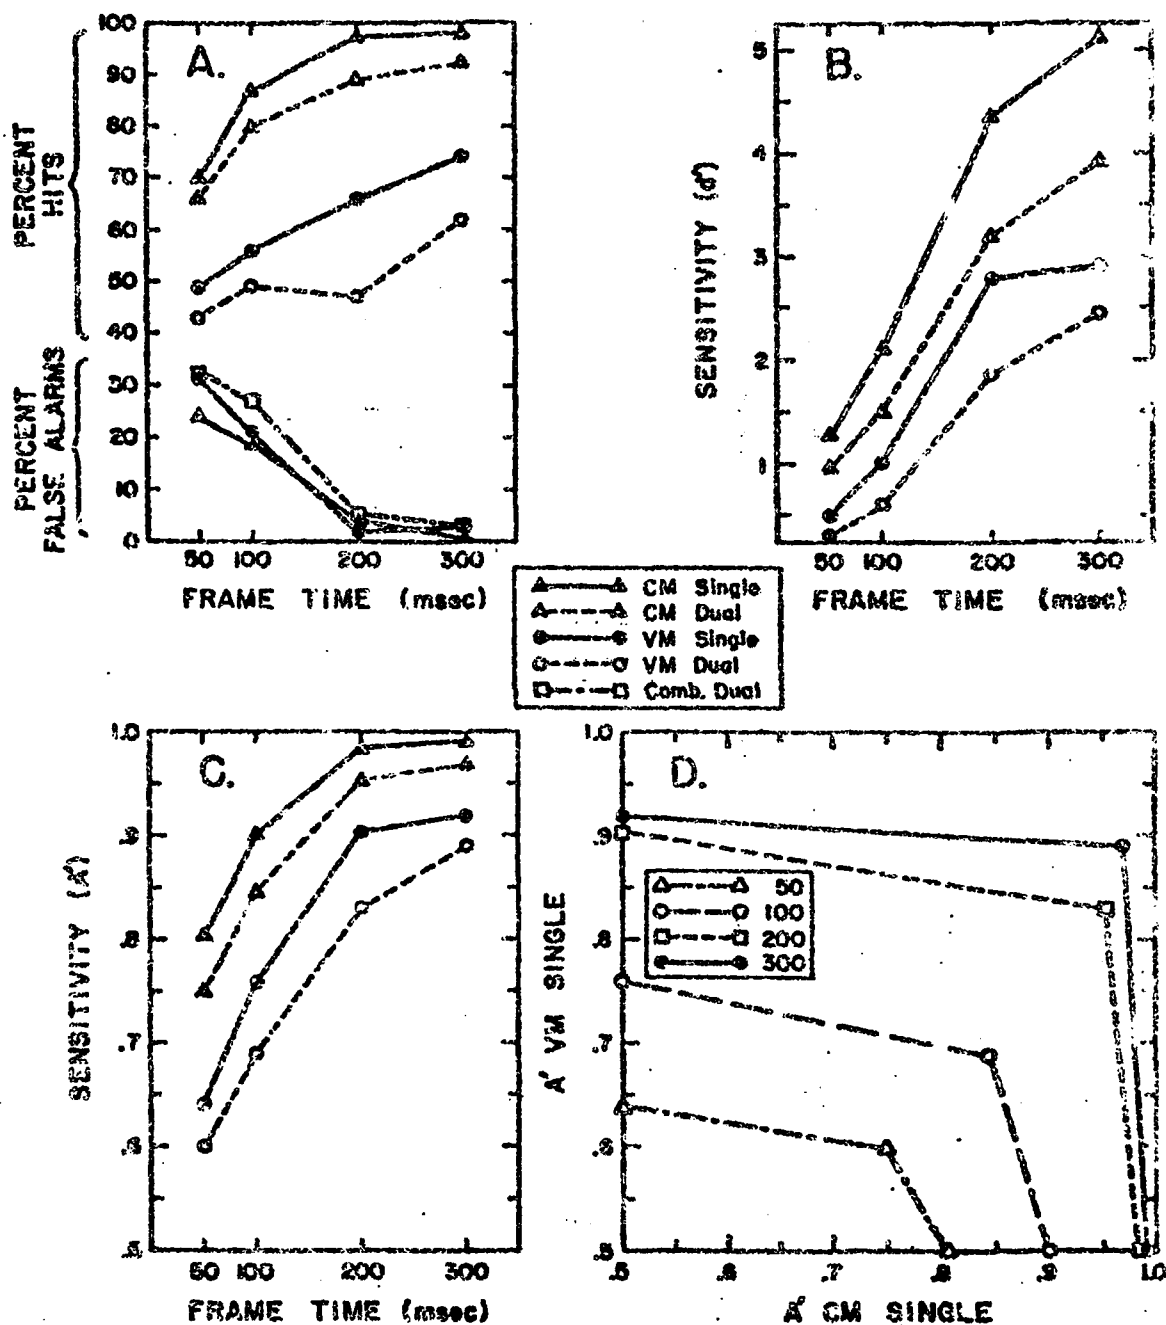 A.
PERCENT HITS
PERCENT FALSE ALARMS
100
90
80
70
60
50
40
30
20
10
0
50 100 200 300
FRAME TIME (msec)
B.
SENSITIVITY (d')
5
4
3
2
1
50 100 200 300
FRAME TIME (msec)
CM Single
CM Dual
VM Single
VM Dual
Comb. Dual
C.
SENSITIVITY (A')
1.0
.9
.8
.7
.6
.5
50 100 200 300
FRAME TIME (msec)
D.
A' VM SINGLE
1.0
.9
.8
.7
.6
.5
50
100
200
300
.5 .6 .7 .8 .9 1.0
A' CM SINGLE